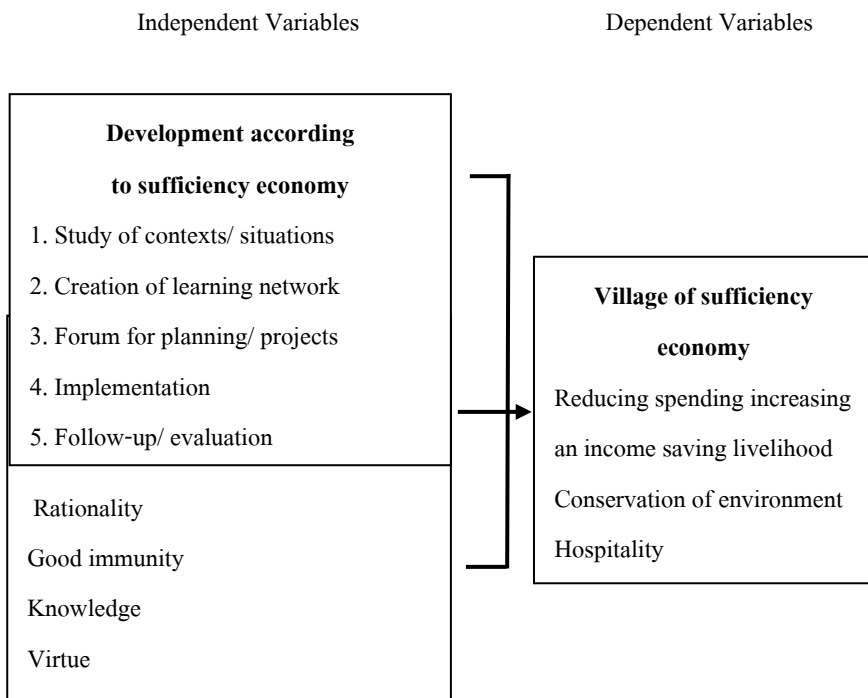 Independent Variables
Dependent Variables
Development according
to sufficiency economy
1. Study of contexts/ situations
2. Creation of learning network
3. Forum for planning/ projects
4. Implementation
5. Follow-up/ evaluation
Rationality
Good immunity
Knowledge
Virtue
Village of sufficiency
economy
Reducing spending increasing
an income saving livelihood
Conservation of environment
Hospitality